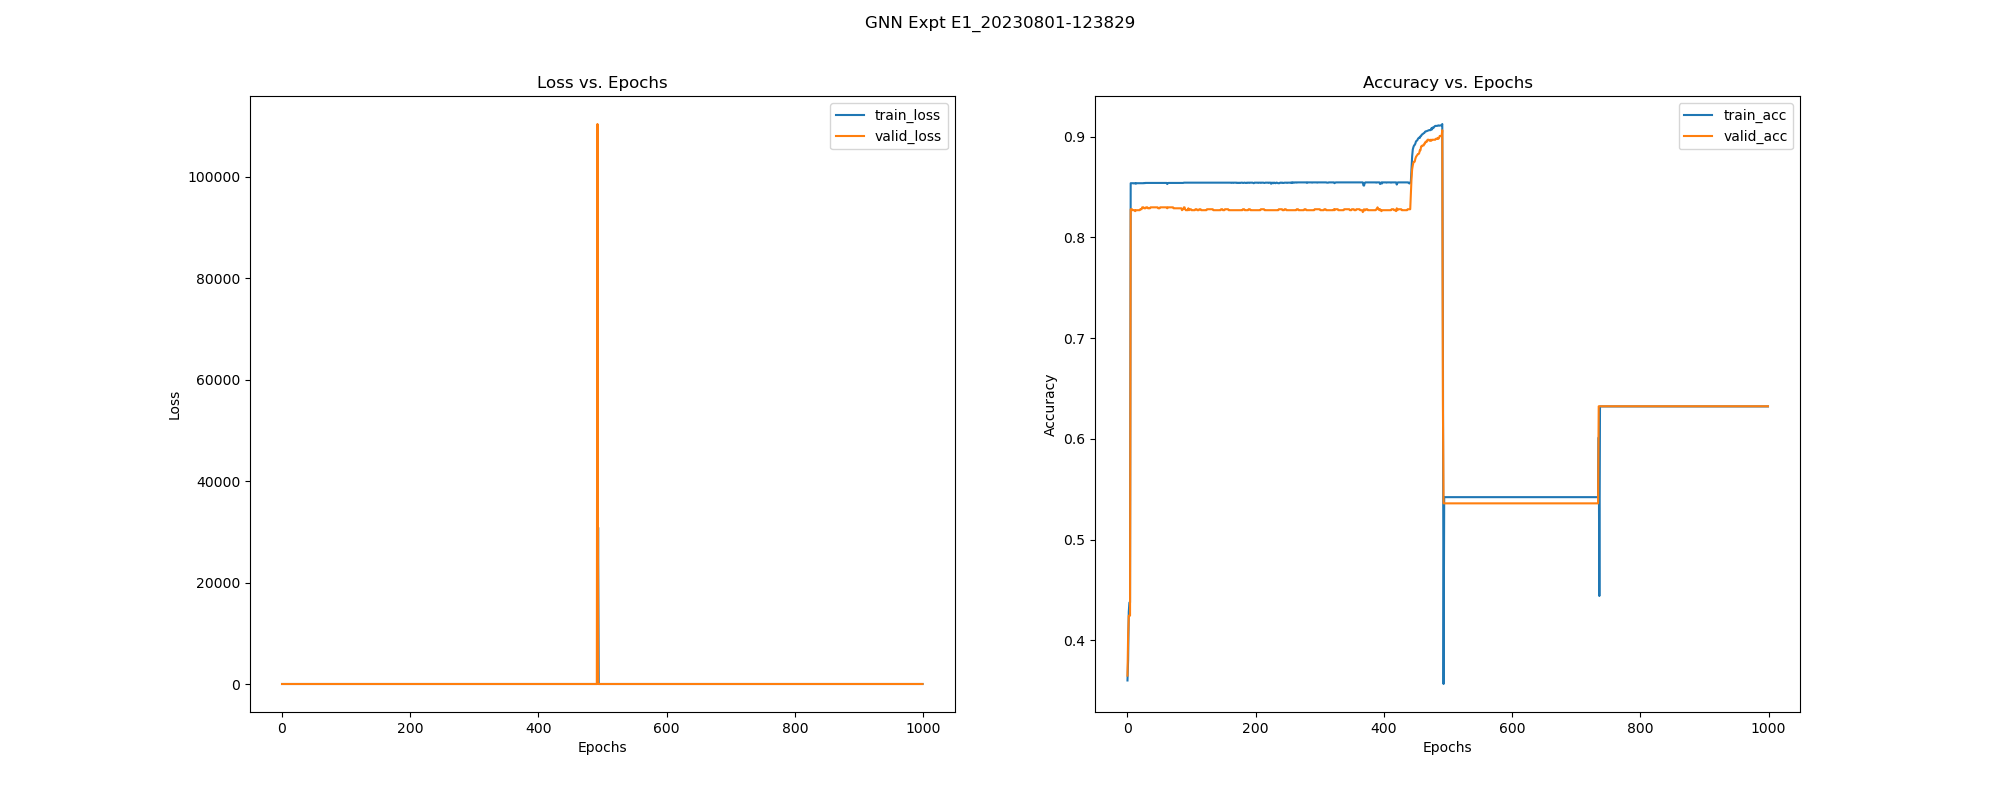 GNN Expt E1_20230801-123829
Loss vs. Epochs
train_loss
valid_loss
100000
80000
60000
40000
20000
0
Loss
0 200 400 600 800 1000
Epochs
Accuracy vs. Epochs
train_acc
valid_acc
0.9
0.8
0.7
0.6
0.5
0.4
Accuracy
0 200 400 600 800 1000
Epochs